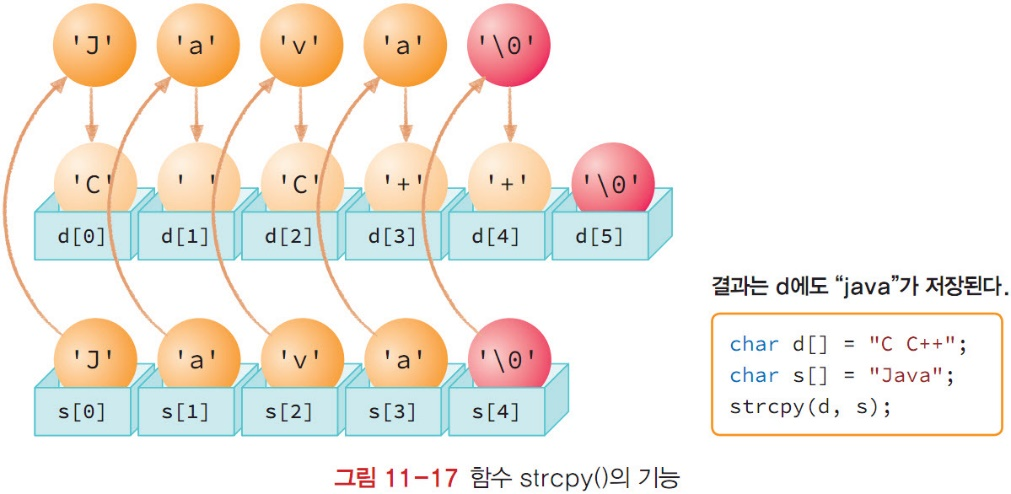 'J' 'a' 'v' 'a' '\0'
'C' ' ' 'C' '+' '+' '\0'
d[0] d[1] d[2] d[3] d[4] d[5]
'J' 'a' 'v' 'a' '\0'
s[0] s[1] s[2] s[3] s[4]
결과는 d에도 “java”가 저장된다.
char d[] = "C C++";
char s[] = "Java";
strcpy(d, s);
그림 11-17 함수 strcpy()의 기능